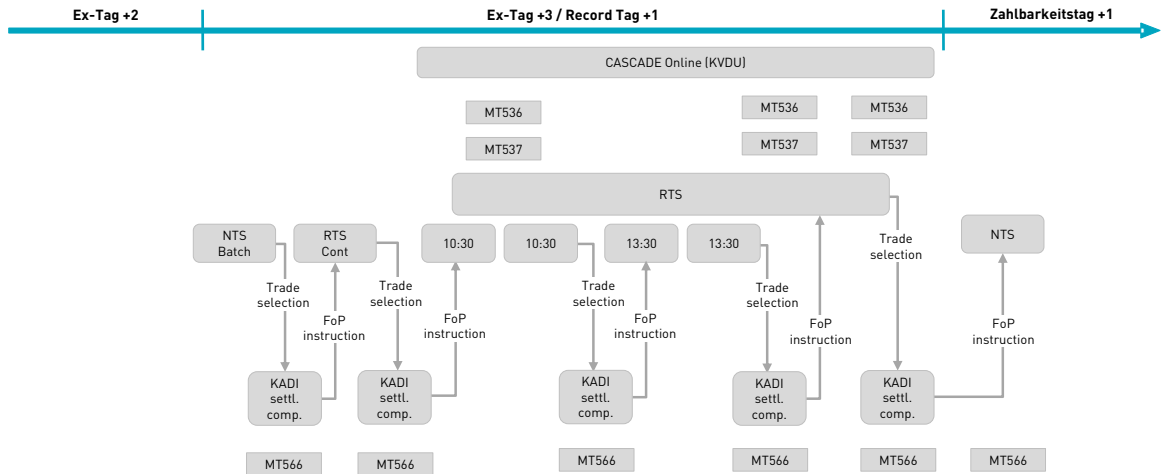 Ex-Tag +2
Ex-Tag +3 / Record Tag +1
Zahlbarkeitstag +1
CASCADE Online (KVDU)
MT536
MT536
MT536
MT537
MT537
MT537
RTS
NTS
Batch
RTS
Cont
10:30
10:30
13:30
13:30
Trade
selection
NTS
Trade
selection
FoP
instruction
Trade
selection
FoP
instruction
Trade
selection
FoP
instruction
Trade
selection
FoP
instruction
FoP
instruction
KADI
settl.
comp.
KADI
settl.
comp.
KADI
settl.
comp.
KADI
settl.
comp.
KADI
settl.
comp.
MT566
MT566
MT566
MT566
MT566
MT566